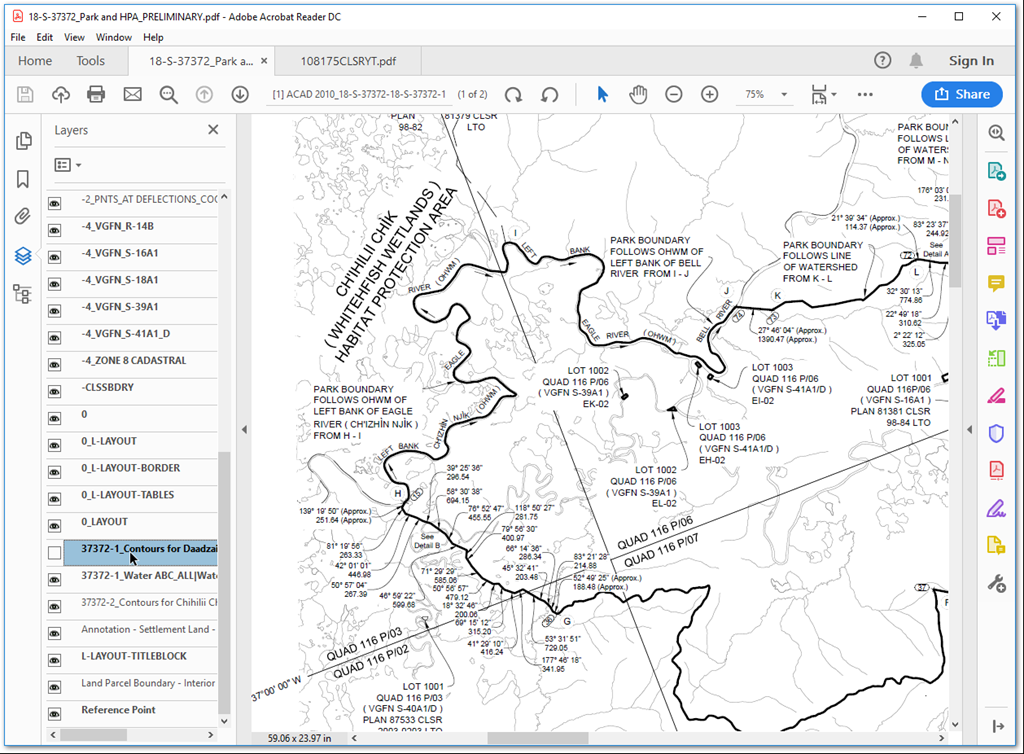 18-S-37372_Park and HPA_PRELIMINARY.pdf - Adobe Acrobat Reader DC
File Edit View Window Help
Home Tools 18-S-37372_Park a... × 108175CLSRYT.pdf Sign In
[1] ACAD 2010_18-S-37372-18-S-37372-1 (1 of 2) 75% Share
Layers
-2_PNTS_AT DEFLECTIONS_COO
-4_VGFN_R-14B
-4_VGFN_S-16A1
-4_VGFN_S-18A1
-4_VGFN_S-39A1
-4_VGFN_S-41A1_D
-4_ZONE 8 CADASTRAL
-CLSSBDRY
0
0_L-LAYOUT
0_L-LAYOUT-BORDER
0_L-LAYOUT-TABLES
0_LAYOUT
37372-1_Contours for Daadzai
37372-1_Water ABC_ALL|Wate
37372-2_Contours for Chihilii Ch
Annotation - Settlement Land -
L-LAYOUT-TITLEBLOCK
Land Parcel Boundary - Interior
Reference Point
59.06 x 23.97 in
PLAN
98-82
81379 CLSR
LTO
CH'IHILII CHÌK
( WHITEHFISH WETLANDS )
HABITAT PROTECTION AREA
I
LEFT
BANK
RIVER
( OHWM )
EAGLE
RIVER
( OHWM )
PARK BOUNDARY
FOLLOWS OHWM OF
LEFT BANK OF BELL
RIVER FROM I - J
PARK BOUN
FOLLOWS L
OF WATERS
FROM M - N
176° 03'
231.
21° 39' 34" (Approx.)
114.37 (Approx.)
83° 23' 37"
244.92
See
Detail A
72
L
PARK BOUNDARY
FOLLOWS LINE
OF WATERSHED
FROM K - L
J
K
BELL
RIVER
74
73
27° 46' 04" (Approx.)
1390.47 (Approx.)
32° 30' 13"
774.86
22° 49' 18"
310.62
2° 22' 12"
325.05
EAGLE
LOT 1002
QUAD 116 P/06
( VGFN S-39A1 )
EK-02
LOT 1003
QUAD 116 P/06
( VGFN S-41A1/D )
EI-02
LOT 1001
QUAD 116P/06
( VGFN S-16A1 )
PLAN 81381 CLSR
98-84 LTO
PARK BOUNDARY
FOLLOWS OHWM OF
LEFT BANK OF EAGLE
RIVER ( CH'IZHÌN NJÌK )
FROM H - I
( OHWM )
NJÌK
CH'IZHÌN
LEFT
BANK
LOT 1003
QUAD 116 P/06
( VGFN S-41A1/D )
EH-02
LOT 1002
QUAD 116 P/06
( VGFN S-39A1 )
EL-02
H
39° 25' 36"
296.54
58° 30' 38"
694.15
76° 52' 47"
455.55
118° 50' 27"
281.75
139° 19' 50" (Approx.)
251.64 (Approx.)
79° 56' 30"
400.97
See
Detail B
66° 14' 36"
286.34
83° 21' 28"
214.88
81° 19' 56"
263.33
45° 32' 41"
203.48
52° 49' 25" (Approx.)
188.48 (Approx.)
42° 01' 01"
446.98
71° 29' 29"
585.06
50° 57' 04"
267.39
50° 56' 57"
479.12
46° 59' 22"
599.68
18° 32' 46"
200.06
69° 15' 12"
315.20
41° 29' 10"
416.24
G
53° 31' 51"
729.05
177° 46' 18"
341.95
QUAD 116 P/06
QUAD 116 P/07
QUAD 116 P/03
QUAD 116 P/02
37
37°00' 00" W
LOT 1001
QUAD 116 P/03
( VGFN S-40A1/D )
PLAN 87533 CLSR